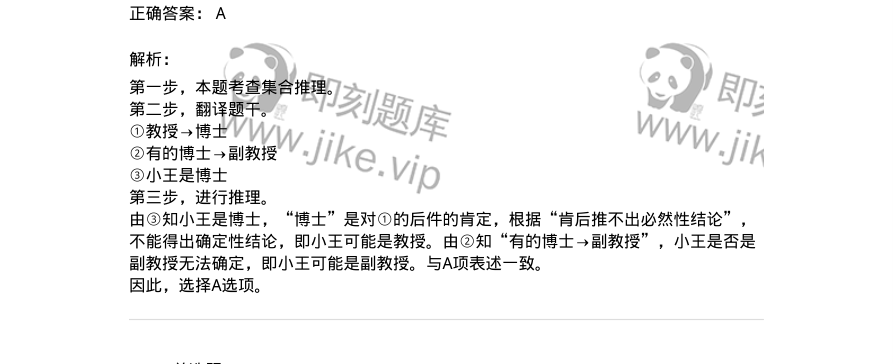 正确答案： A
解析：
第一步，本题考查集合推理。
第二步，翻译题干。
①教授→博士
②有的博士→副教授
③小王是博士
第三步，进行推理。
由③知小王是博士，“博士”是对①的后件的肯定，根据“肯后推不出必然性结论”，
不能得出确定性结论，即小王可能是教授。由②知“有的博士→副教授”，小王是否是
副教授无法确定，即小王可能是副教授。与A项表述一致。
因此，选择A选项。
即刻题库
www.jike.vip
即刻
www.jik